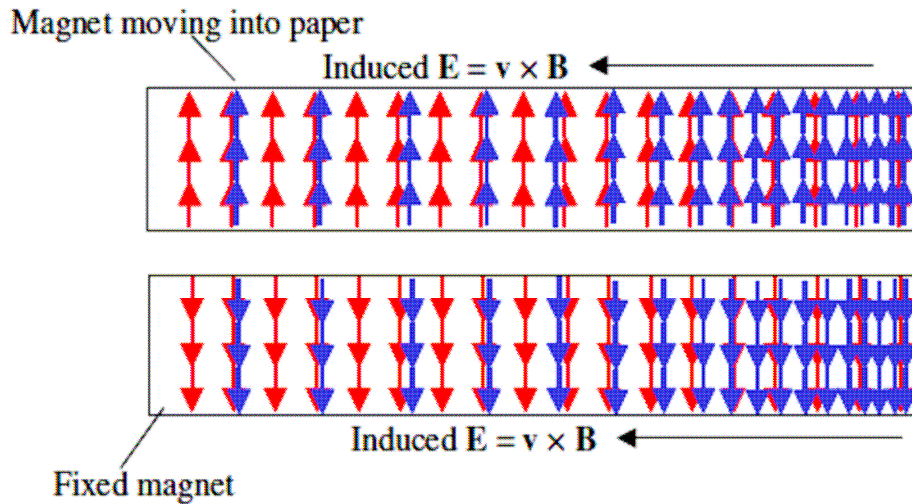 Magnet moving into paper
Induced E = v × B
Induced E = v × B
Fixed magnet